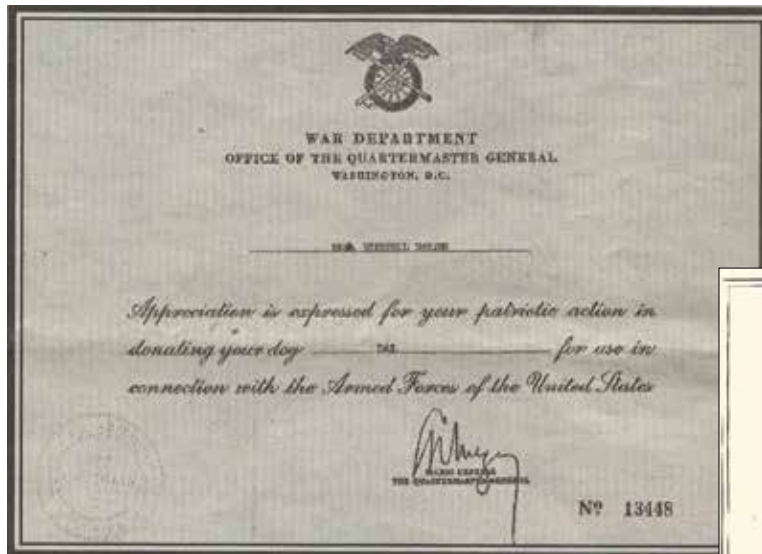 WAR DEPARTMENT
OFFICE OF THE QUARTERMASTER GENERAL
WASHINGTON, D.C.
Appreciation is expressed for your patriotic action in
donating your dog for use in
connection with the Armed Forces of the United States
THE QUARTERMASTER GENERAL
Nº 13448